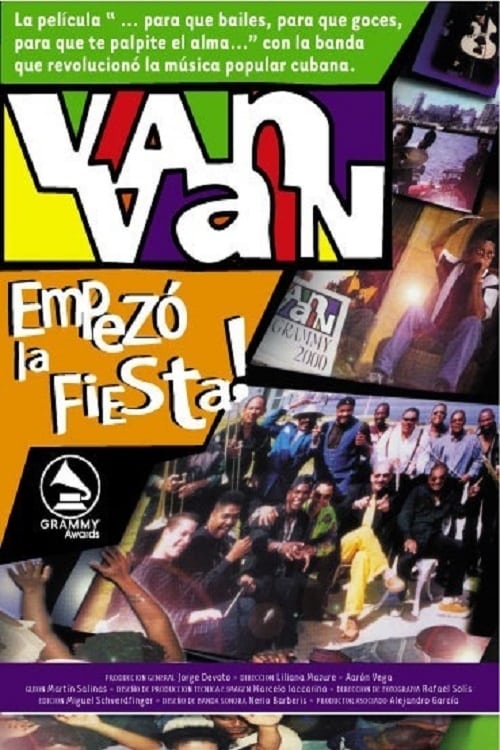 La película “ ... para que bailes, para que goces,
para que te palpite el alma...” con la banda
que revolucionó la música popular cubana.
VAN
VAN
VAN
VAN
GRAMMY
2000
EMPEZÓ
la
FIESTA!
GRAMMY
Awards
PRODUCCION GENERAL Jorge Devoto - DIRECCION Liliana Mazure - Aarón Vega
GUION Martín Salinas - DISEÑO DE PRODUCCION TECNICA E IMAGEN Marcelo Iaccarino - DIRECCION DE FOTOGRAFIA Rafael Solís
EDICION Miguel Schverdfinger - DISEÑO DE BANDA SONORA Nerio Barberis - PRODUCTOR ASOCIADO Alejandro García